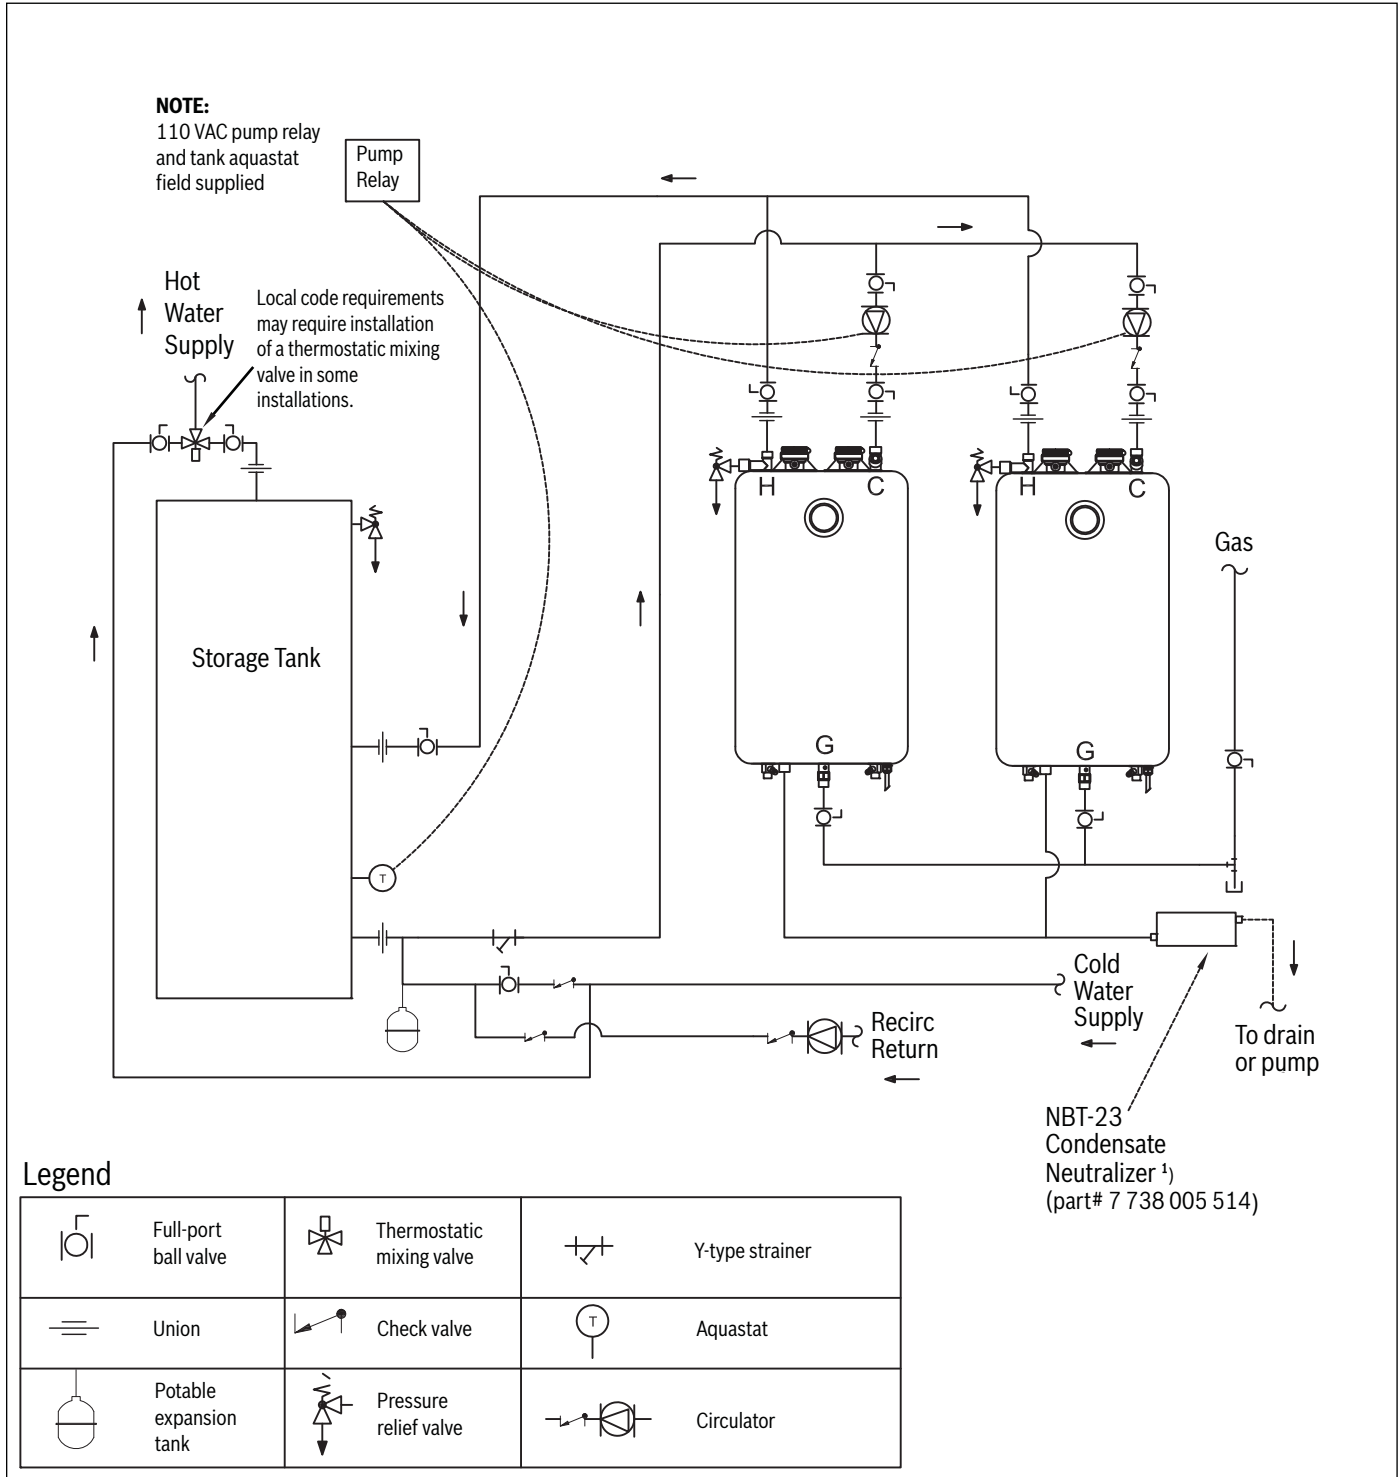 NOTE:
110 VAC pump relay
and tank aquastat
field supplied
Pump
Relay
Hot
Water
Supply
Local code requirements
may require installation
of a thermostatic mixing
valve in some
installations.
H
C
H
C
Gas
Storage Tank
G
G
T
Cold
Water
Supply
Recirc
Return
To drain
or pump
NBT-23
Condensate
Neutralizer ¹)
(part# 7 738 005 514)
Legend
Full-port
ball valve
Thermostatic
mixing valve
Y-type strainer
Union
Check valve
T
Aquastat
Potable
expansion
tank
Pressure
relief valve
Circulator